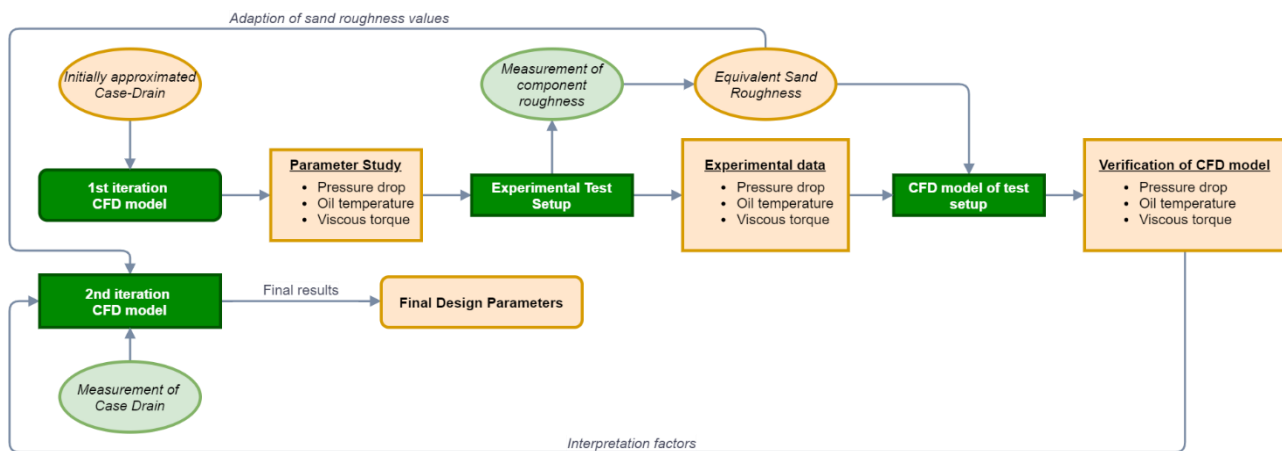 Adaption of sand roughness values
Initially approximated
Case-Drain
Measurement of
component
roughness
Equivalent Sand
Roughness
1st iteration
CFD model
Parameter Study
• Pressure drop
• Oil temperature
• Viscous torque
Experimental Test
Setup
Experimental data
• Pressure drop
• Oil temperature
• Viscous torque
CFD model of test
setup
Verification of CFD model
• Pressure drop
• Oil temperature
• Viscous torque
2nd iteration
CFD model
Final results
Final Design Parameters
Measurement of
Case Drain
Interpretation factors